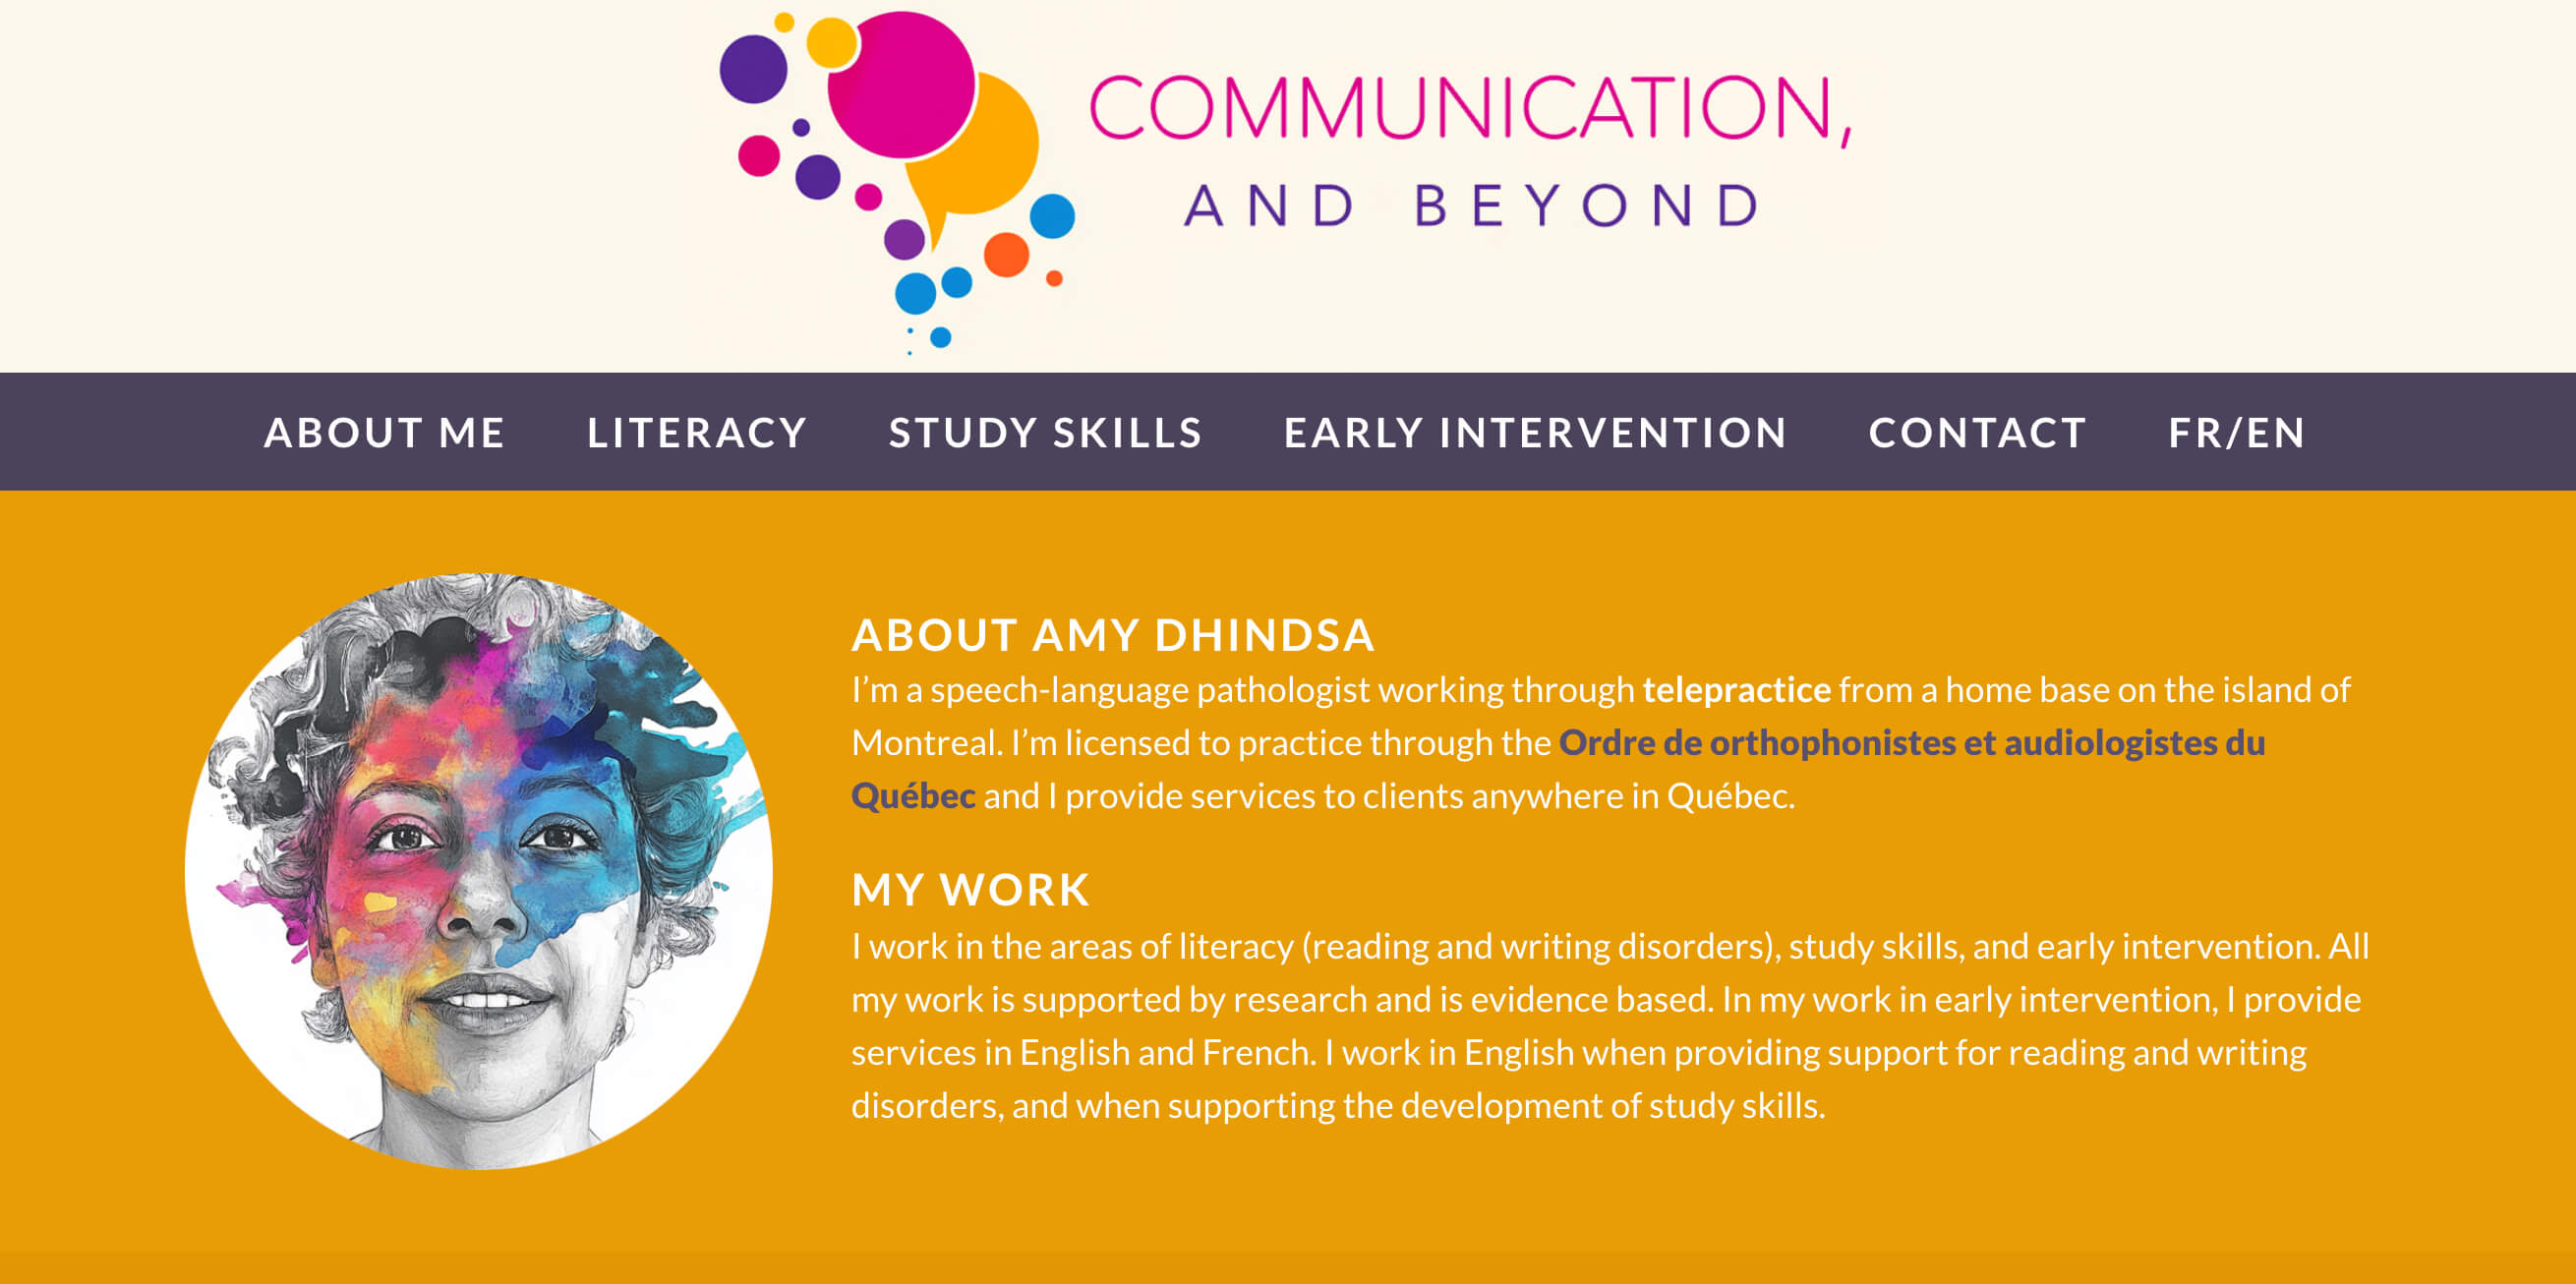 COMMUNICATION,
AND BEYOND
ABOUT ME LITERACY STUDY SKILLS EARLY INTERVENTION CONTACT FR/EN
ABOUT AMY DHINDSA
I’m a speech-language pathologist working through telepractice from a home base on the island of
Montreal. I’m licensed to practice through the Ordre de orthophonistes et audiologistes du
Québec and I provide services to clients anywhere in Québec.
MY WORK
I work in the areas of literacy (reading and writing disorders), study skills, and early intervention. All
my work is supported by research and is evidence based. In my work in early intervention, I provide
services in English and French. I work in English when providing support for reading and writing
disorders, and when supporting the development of study skills.